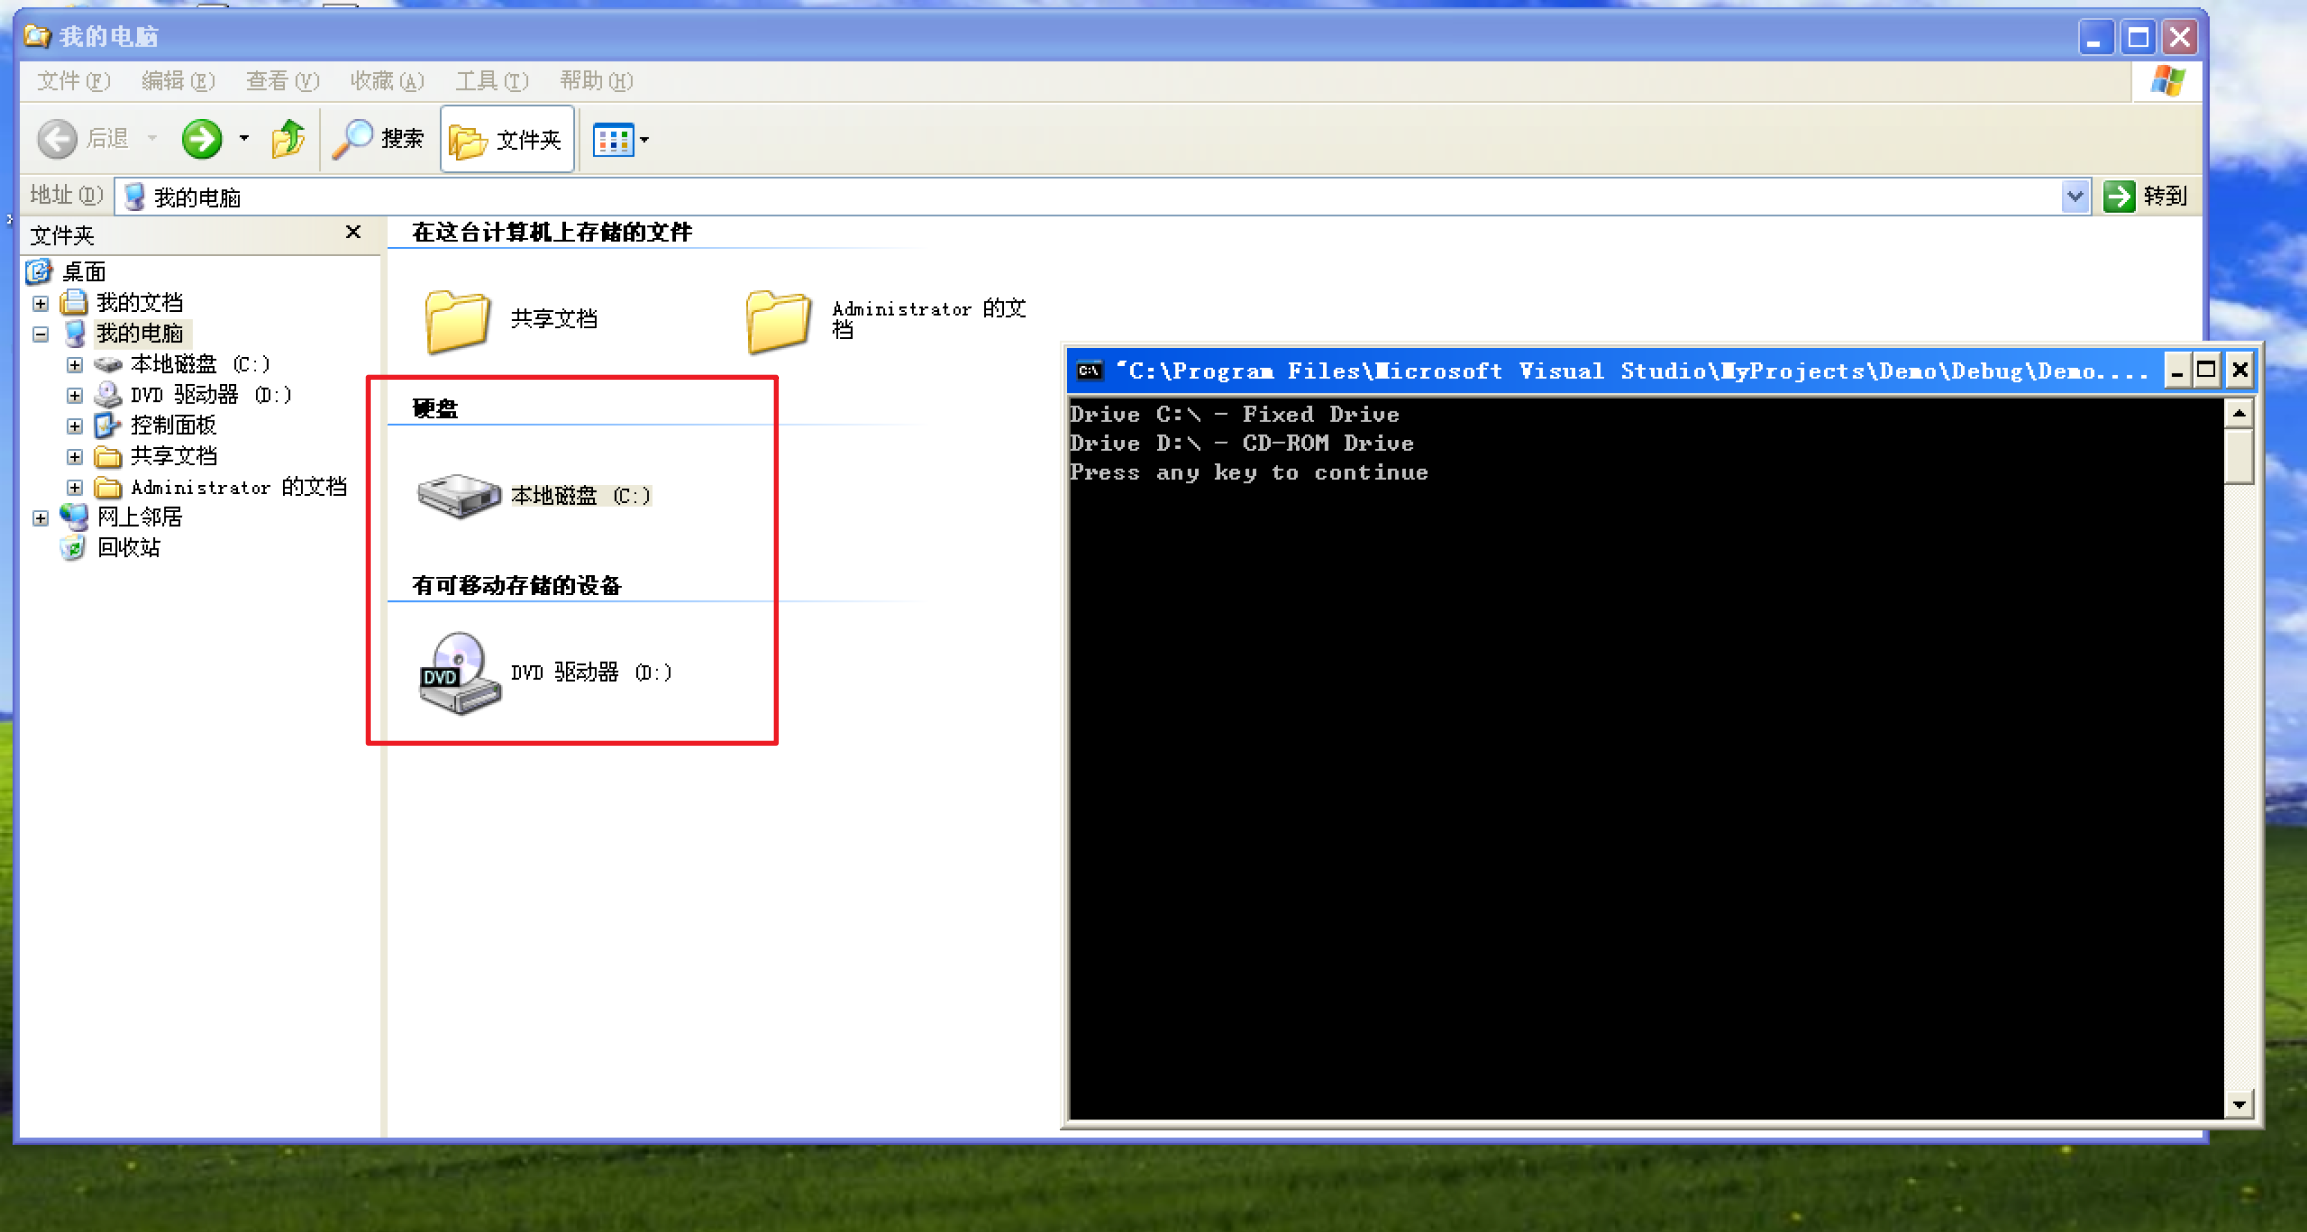 我的电脑
文件(F) 编辑(E) 查看(V) 收藏(A) 工具(T) 帮助(H)
后退 搜索 文件夹
地址(D) 我的电脑 转到
文件夹
桌面
我的文档
我的电脑
本地磁盘 (C:)
DVD 驱动器 (D:)
控制面板
共享文档
Administrator 的文档
网上邻居
回收站
在这台计算机上存储的文件
共享文档
Administrator 的文
档
硬盘
本地磁盘 (C:)
有可移动存储的设备
DVD
DVD 驱动器 (D:)
C:\
"C:\Program Files\Microsoft Visual Studio\MyProjects\Demo\Debug\Demo....
Drive C:\ - Fixed Drive
Drive D:\ - CD-ROM Drive
Press any key to continue